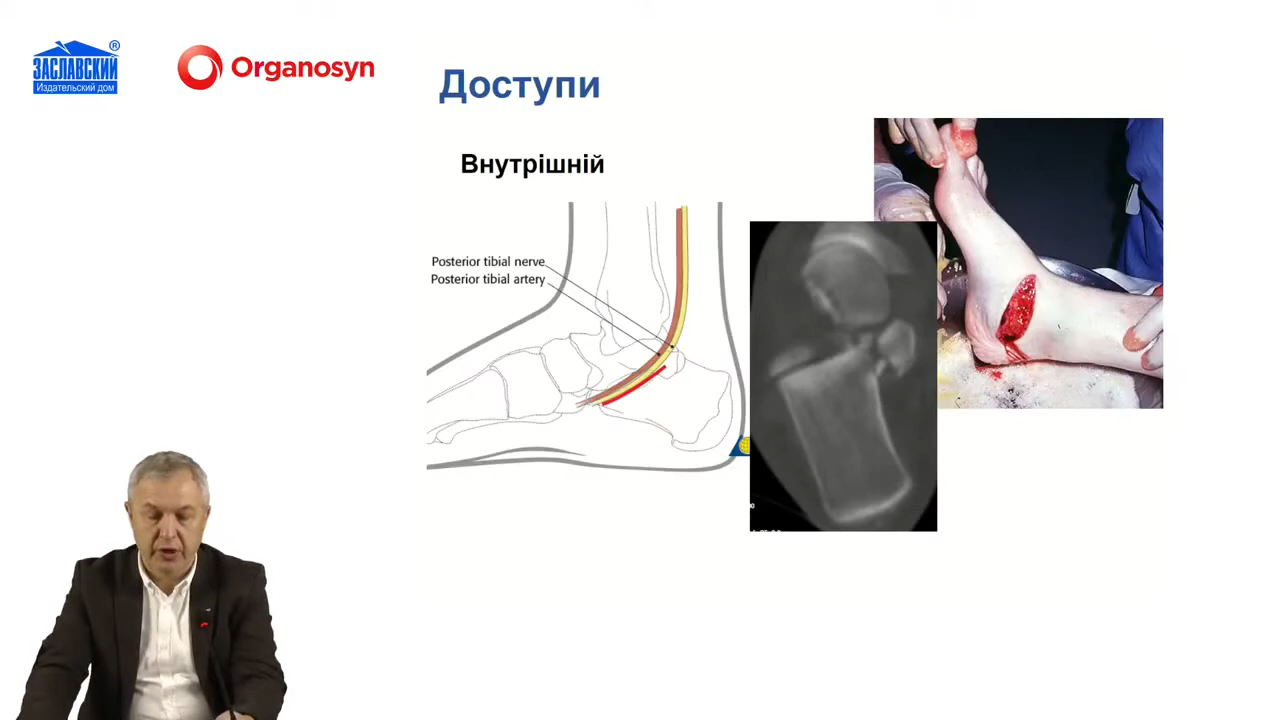 ЗАСЛАВСКИЙ
®
Издательский дом
Organosyn
Доступи
Внутрішній
Posterior tibial nerve
Posterior tibial artery